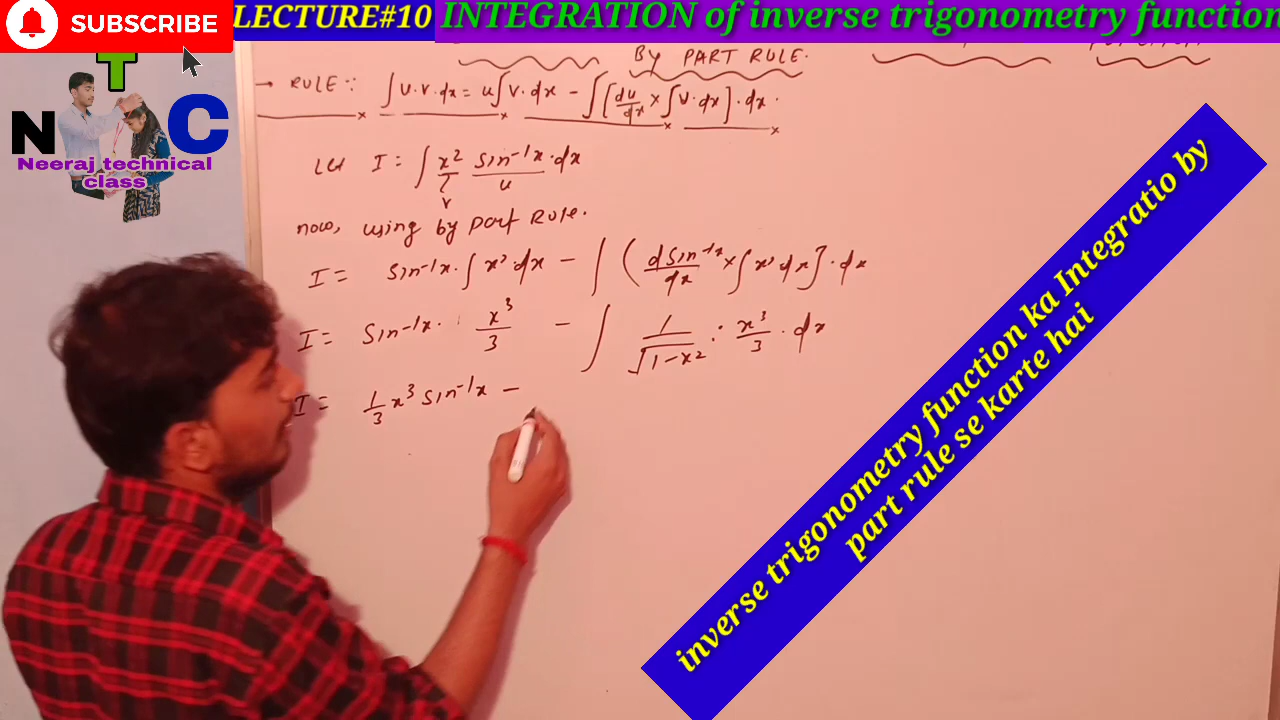 SUBSCRIBE
LECTURE#10 INTEGRATION of inverse trigonometry function
BY PART RULE.
T
N C
Neeraj technical
class
→ RULE ∵ ∫U·V·dx = u∫V·dx − ∫[du/dx × ∫V·dx]·dx·
Let I = ∫ x² sin⁻¹x·dx
v u
now, using by part Rule.
I = sin⁻¹x·∫x²·dx − ∫(dsin⁻¹x/dx × ∫x² dx]·dx
I = sin⁻¹x· x³/3 − ∫ 1/√1−x² · x³/3 · dx
I = 1/3 x³ sin⁻¹x −
inverse trigonometry function ka Integratio by
part rule se karte hai